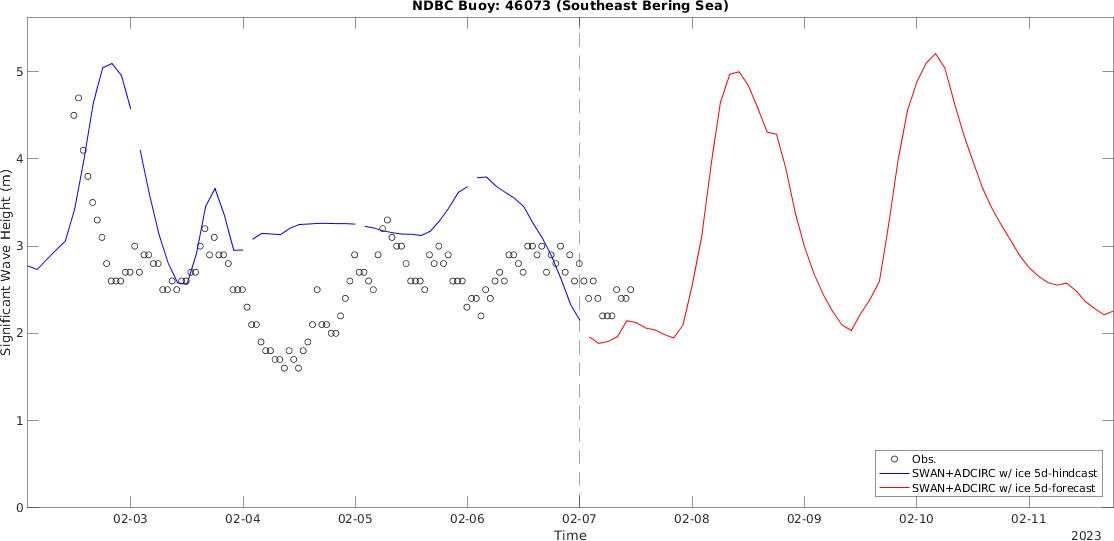 NDBC Buoy: 46073 (Southeast Bering Sea)
Significant Wave Height (m)
5
4
3
2
1
0
02-03 02-04 02-05 02-06 02-07 02-08 02-09 02-10 02-11
Time
2023
Obs.
SWAN+ADCIRC w/ ice 5d-hindcast
SWAN+ADCIRC w/ ice 5d-forecast